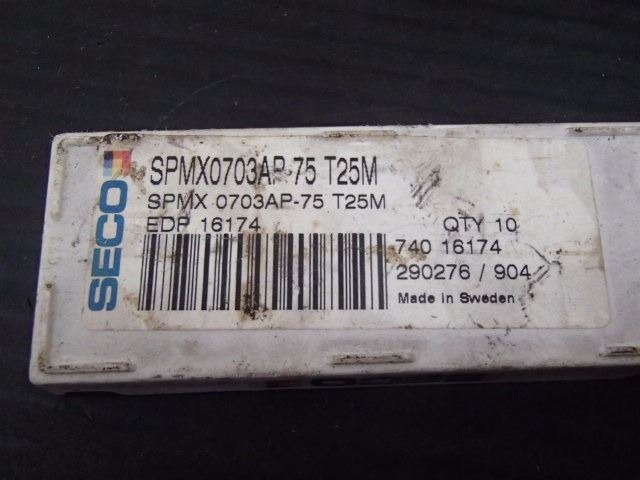 SECO
SPMX0703AP-75 T25M
SPMX 0703AP-75 T25M
EDP 16174 QTY 10
740 16174
290276 / 904
Made in Sweden